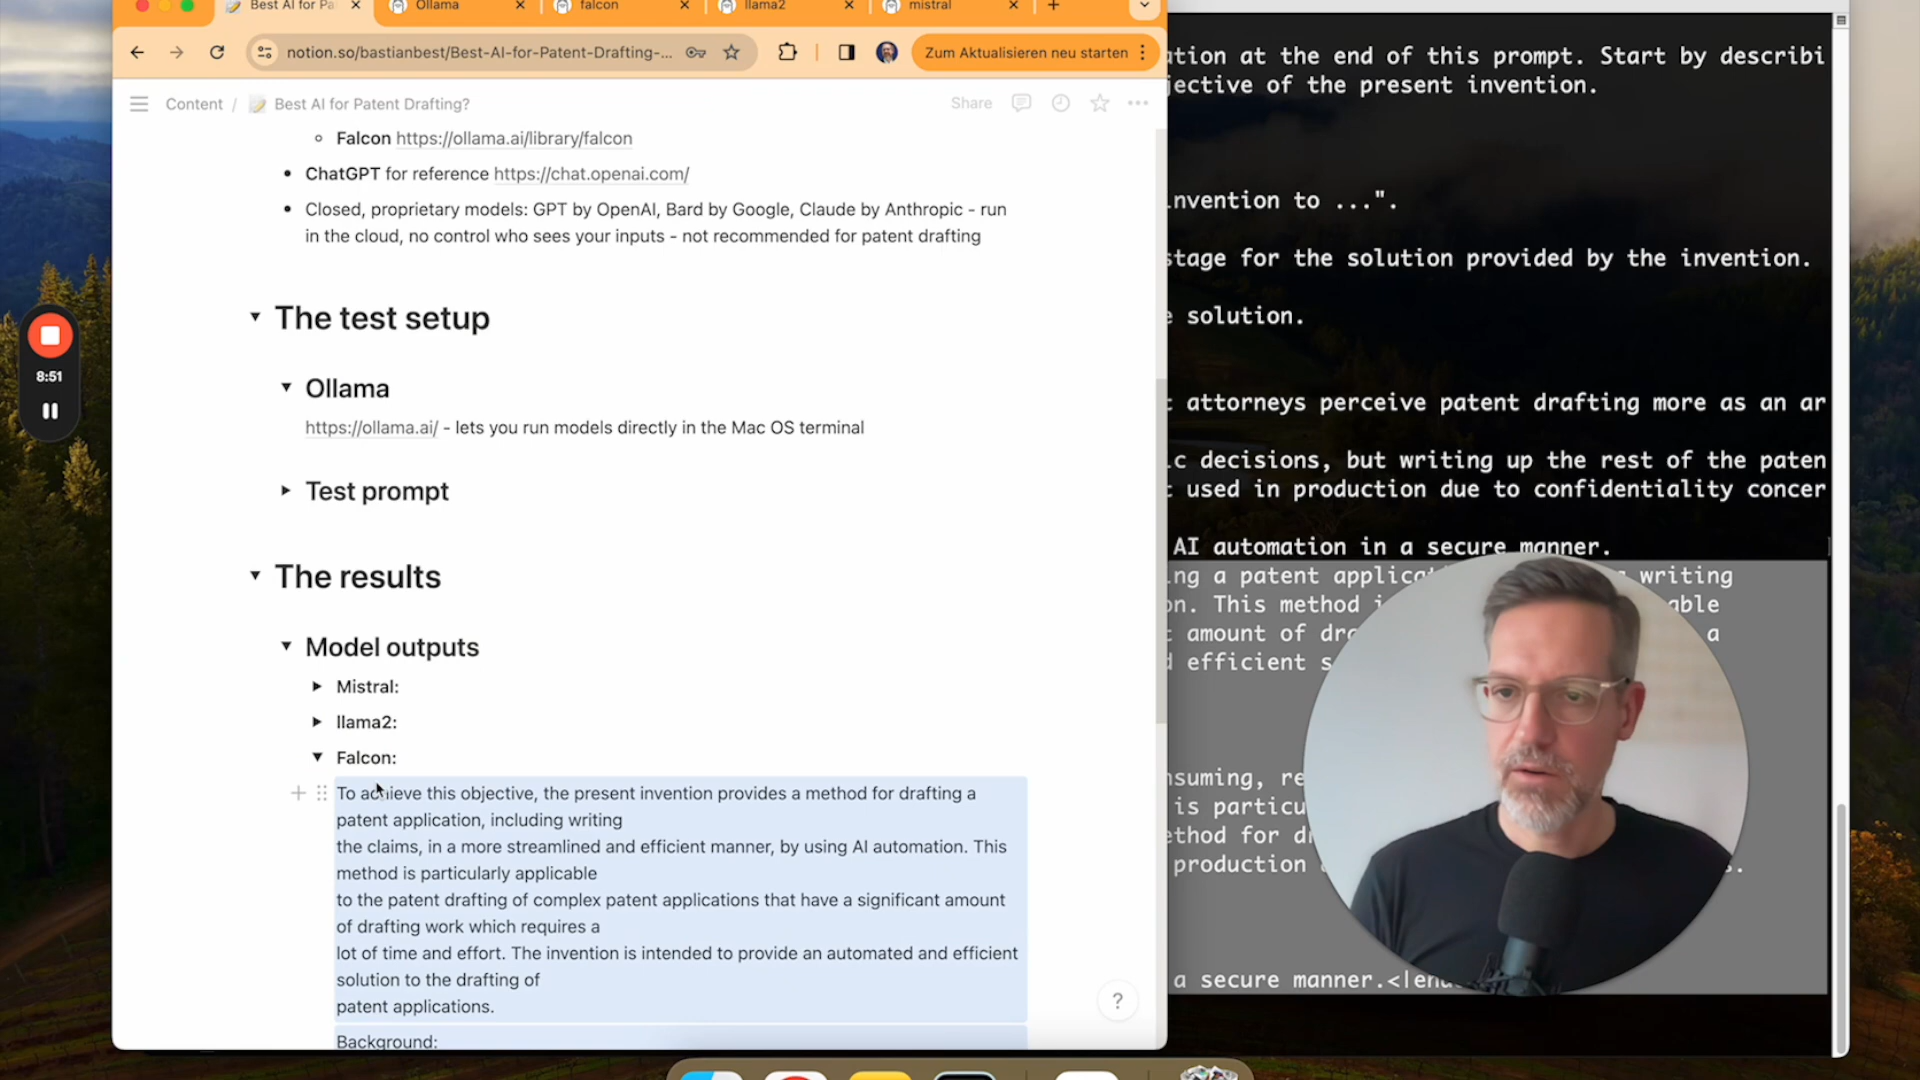 Best AI for Pa
Ollama
falcon
llama2
mistral
notion.so/bastianbest/Best-AI-for-Patent-Drafting-...
Zum Aktualisieren neu starten
Content / Best AI for Patent Drafting?
Share
Falcon https://ollama.ai/library/falcon
ChatGPT for reference https://chat.openai.com/
Closed, proprietary models: GPT by OpenAI, Bard by Google, Claude by Anthropic - run
in the cloud, no control who sees your inputs - not recommended for patent drafting
The test setup
Ollama
https://ollama.ai/ - lets you run models directly in the Mac OS terminal
Test prompt
The results
Model outputs
Mistral:
llama2:
Falcon:
To achieve this objective, the present invention provides a method for drafting a
patent application, including writing
the claims, in a more streamlined and efficient manner, by using AI automation. This
method is particularly applicable
to the patent drafting of complex patent applications that have a significant amount
of drafting work which requires a
lot of time and effort. The invention is intended to provide an automated and efficient
solution to the drafting of
patent applications.
Background:
?
8:51
ation at the end of this prompt. Start by describi
jective of the present invention.
invention to ...".
stage for the solution provided by the invention.
e solution.
t attorneys perceive patent drafting more as an ar
ic decisions, but writing up the rest of the paten
t used in production due to confidentiality concer
AI automation in a secure manner.
ing a patent applica writing
on. This method i able
t amount of dra a
d efficient s
nsuming, re
is particu
ethod for d
production
s.
a secure manner.<|end